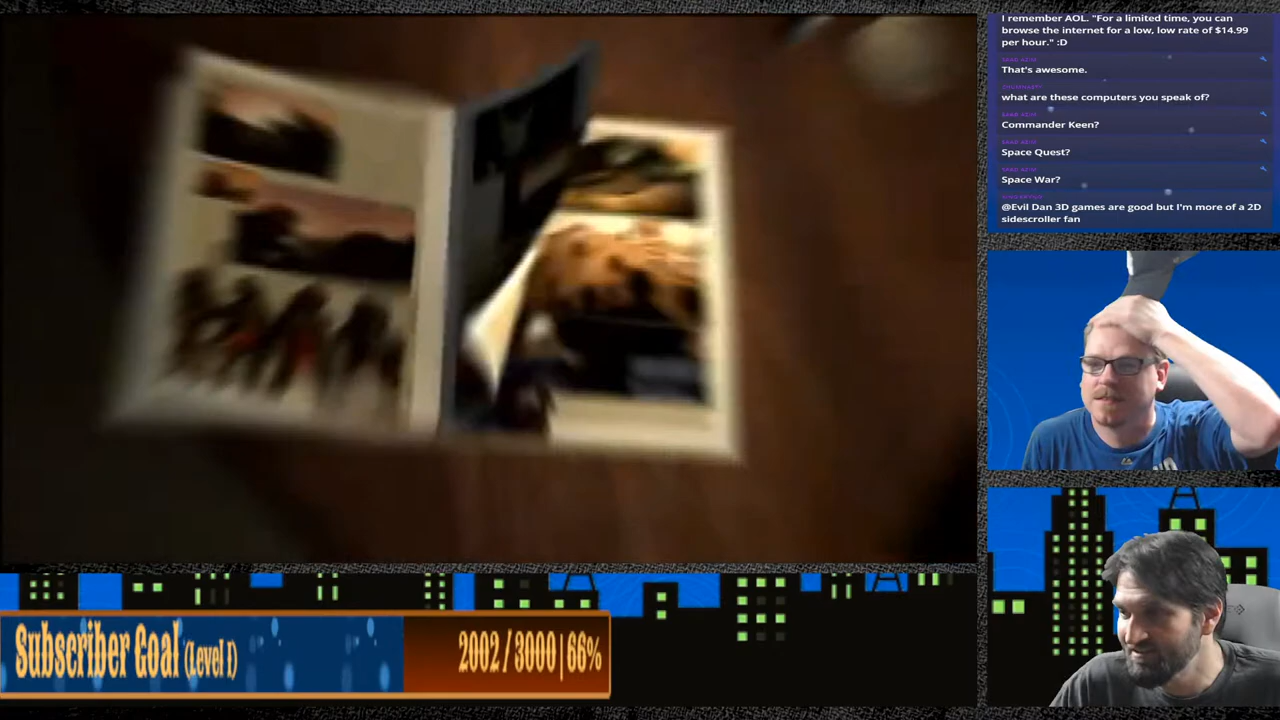 I remember AOL. "For a limited time, you can
browse the internet for a low, low rate of $14.99
per hour." :D
That's awesome.
what are these computers you speak of?
Commander Keen?
Space Quest?
Space War?
@Evil Dan 3D games are good but I'm more of a 2D
sidescroller fan
Subscriber Goal (Level 1)
2002 / 3000 | 66%